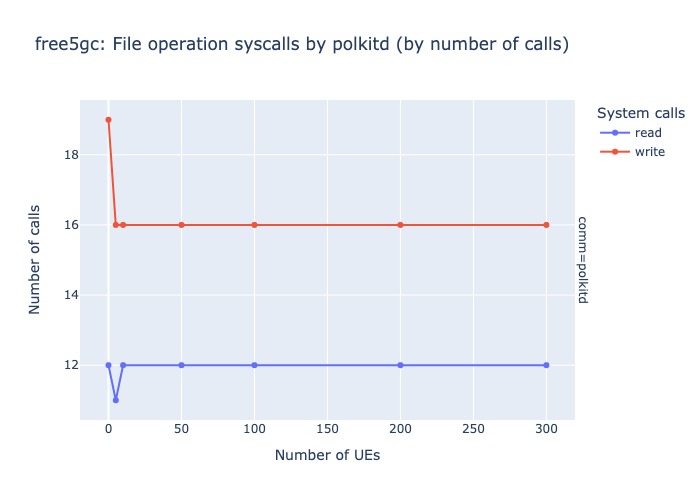 free5gc: File operation syscalls by polkitd (by number of calls)
System calls
read
write
Number of calls
18
16
14
12
comm=polkitd
0
50
100
150
200
250
300
Number of UEs